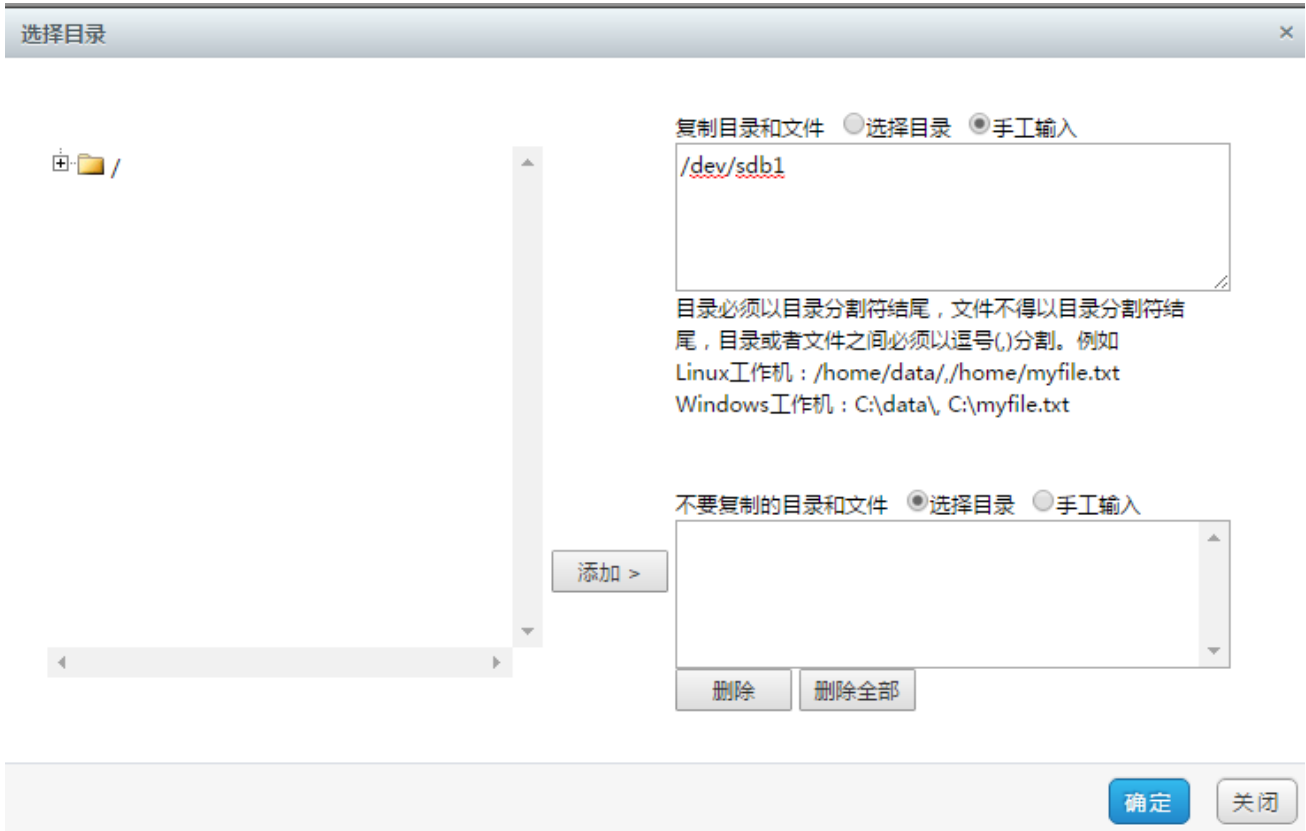 选择目录
×
/
复制目录和文件 选择目录 手工输入
/dev/sdb1
目录必须以目录分割符结尾，文件不得以目录分割符结
尾，目录或者文件之间必须以逗号(,)分割。例如
Linux工作机：/home/data/,/home/myfile.txt
Windows工作机：C:\data\, C:\myfile.txt
不要复制的目录和文件 选择目录 手工输入
添加 >
删除 删除全部
确定 关闭